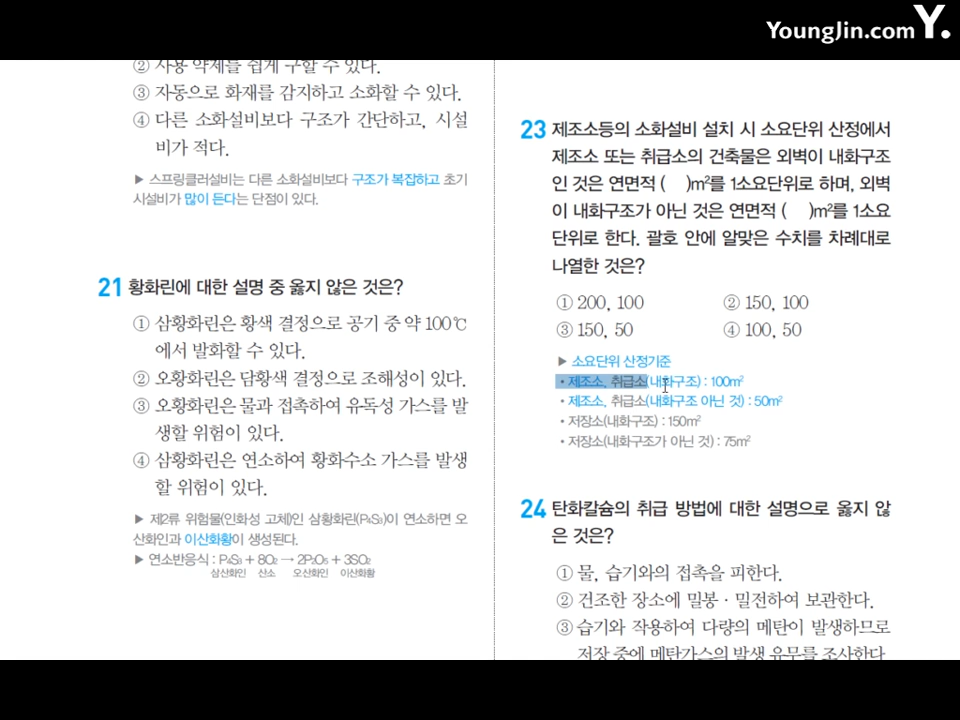 YoungJin.com Y.
② 사용 약제를 쉽게 구할 수 있다.
③ 자동으로 화재를 감지하고 소화할 수 있다.
④ 다른 소화설비보다 구조가 간단하고, 시설
비가 적다.
▶ 스프링클러설비는 다른 소화설비보다 구조가 복잡하고 초기
시설비가 많이 든다는 단점이 있다.
21 황화린에 대한 설명 중 옳지 않은 것은?
① 삼황화린은 황색 결정으로 공기 중 약 100℃
에서 발화할 수 있다.
② 오황화린은 담황색 결정으로 조해성이 있다.
③ 오황화린은 물과 접촉하여 유독성 가스를 발
생할 위험이 있다.
④ 삼황화린은 연소하여 황화수소 가스를 발생
할 위험이 있다.
▶ 제2류 위험물(인화성 고체)인 삼황화린(P₄S₃)이 연소하면 오
산화인과 이산화황이 생성된다.
▶ 연소반응식 : P₄S₃ + 8O₂ → 2P₂O₅ + 3SO₂
삼산화인 산소 오산화인 이산화황
23 제조소등의 소화설비 설치 시 소요단위 산정에서
제조소 또는 취급소의 건축물은 외벽이 내화구조
인 것은 연면적 ( )m²를 1소요단위로 하며, 외벽
이 내화구조가 아닌 것은 연면적 ( )m²를 1소요
단위로 한다. 괄호 안에 알맞은 수치를 차례대로
나열한 것은?
① 200, 100 ② 150, 100
③ 150, 50 ④ 100, 50
▶ 소요단위 산정기준
• 제조소, 취급소(내화구조) : 100m²
• 제조소, 취급소(내화구조 아닌 것) : 50m²
• 저장소(내화구조) : 150m²
• 저장소(내화구조가 아닌 것) : 75m²
24 탄화칼슘의 취급 방법에 대한 설명으로 옳지 않
은 것은?
① 물, 습기와의 접촉을 피한다.
② 건조한 장소에 밀봉 · 밀전하여 보관한다.
③ 습기와 작용하여 다량의 메탄이 발생하므로
저장 중에 메탄가스의 발생 유무를 조사한다